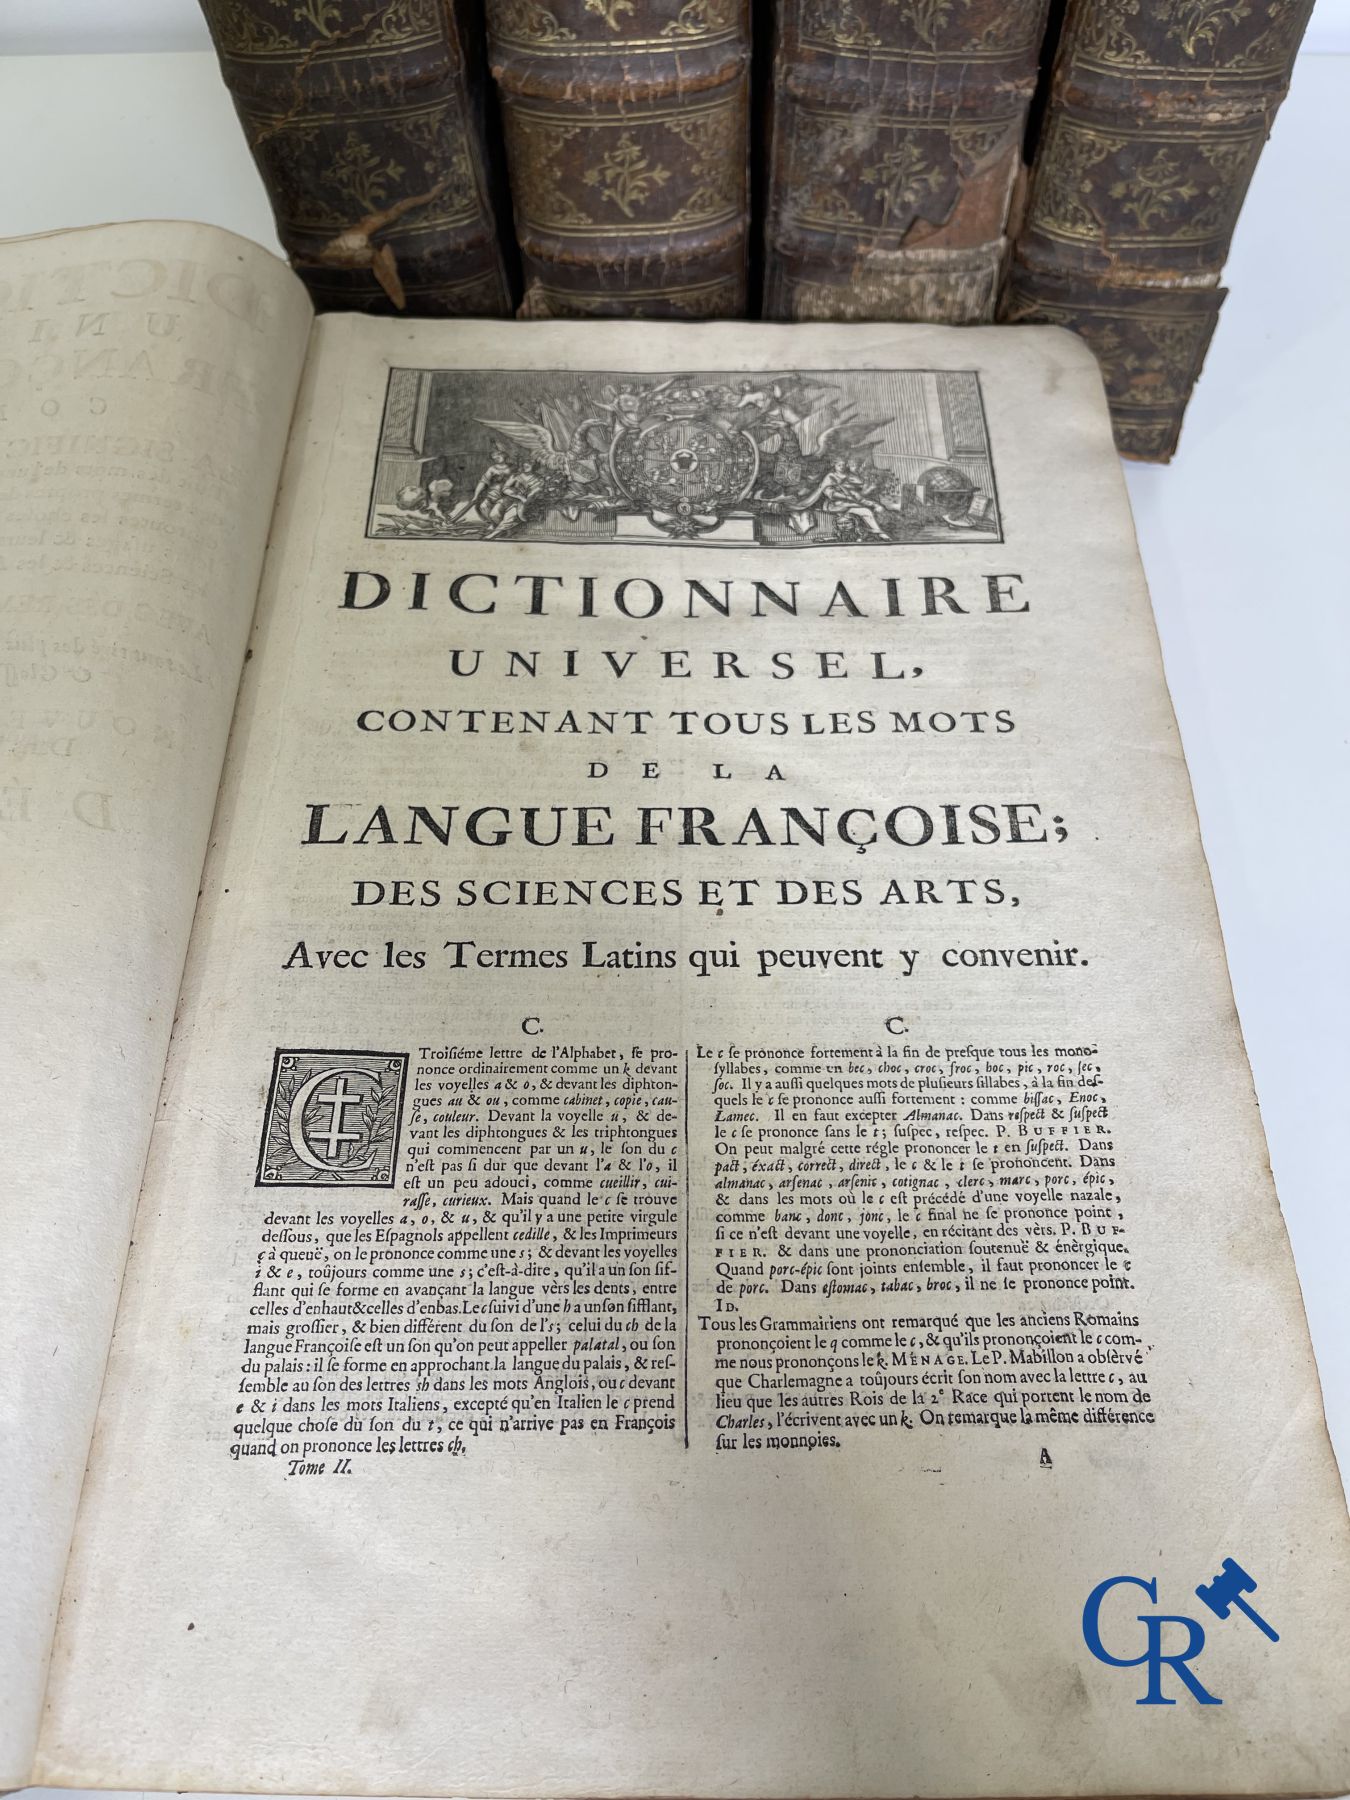 DICTIONNAIRE
UNIVERSEL,
CONTENANT TOUS LES MOTS
DE LA
LANGUE FRANÇOISE;
DES SCIENCES ET DES ARTS,
Avec les Termes Latins qui peuvent y convenir.
C.
C Troisiéme lettre de l'Alphabet, se pro-
nonce ordinairement comme un k devant
les voyelles a & o, & devant les diphton-
gues au & ou, comme cabinet, copie, cau-
se, couleur. Devant la voyelle u, & de-
vant les diphtongues & les triphtongues
qui commencent par un u, le son du c
n'est pas si dur que devant l'a & l'o, il
est un peu adouci, comme cueillir, cui-
rasse, curieux. Mais quand le c se trouve
devant les voyelles a, o, & u, & qu'il y a une petite virgule
dessous, que les Espagnols appellent cedille, & les Imprimeurs
ç à queuë, on le prononce comme une s; & devant les voyelles
i & e, toûjours comme une s; c'est-à-dite, qu'il a un son sif-
flant qui se forme en avançant la langue vèrs les dents, entre
celles d'enhaut & celles d'enbas. Le c suivi d'une h a un son sifflant,
mais grossier, & bien différent du son de l's; celui du ch de la
langue Françoise est un son qu'on peut appeller palatal, ou son
du palais: il se forme en approchant la langue du palais, & res-
semble au son des lettres sh dans les mots Anglois, ou c devant
e & i dans les mots Italiens, excepté qu'en Italien le c prend
quelque chose du son du t, ce qui n'arrive pas en François
quand on prononce les lettres ch.
Tome II.
C.
Le c se prononce fortement à la fin de presque tous les mono-
syllabes, comme en bec, choc, croc, froc, hoc, pic, roc, sec,
soc. Il y a aussi quelques mots de plusieurs sillabes, à la fin des-
quels le c se prononce aussi fortement: comme bissac, Enoc,
Lamec. Il en faut excepter Almanac. Dans respect & suspect
le c se prononce sans le t; suspec, respec. P. BUFFIER.
On peut malgré cette régle prononcer le t en suspect. Dans
pact, éxact, correct, direct, le c & le t se prononcent. Dans
almanac, arsenac, arsenic, cotignac, clerc, marc, porc, épic,
& dans les mots où le c est précédé d'une voyelle nazale,
comme banc, donc, jonc, le c final ne se prononce point,
si ce n'est devant une voyelle, en récitant des vèrs. P. BUF-
FIER. & dans une prononciation soutenuë & énèrgique.
Quand porc-épic sont joints ensemble, il faut prononcer le c
de porc. Dans estomac, tabac, broc, il ne se prononce point.
ID.
Tous les Grammairiens ont remarqué que les anciens Romains
prononçoient le q comme le c, & qu'ils prononçoient le c com-
me nous prononçons le k. MÉNAGE. Le P. Mabillon a obsèrvé
que Charlemagne a toûjours écrit son nom avec la lettre c, au
lieu que les autres Rois de la 2e Race qui portent le nom de
Charles, l'écrivent avec un k. On remarque la même différence
sur les monnoies.
A
CR